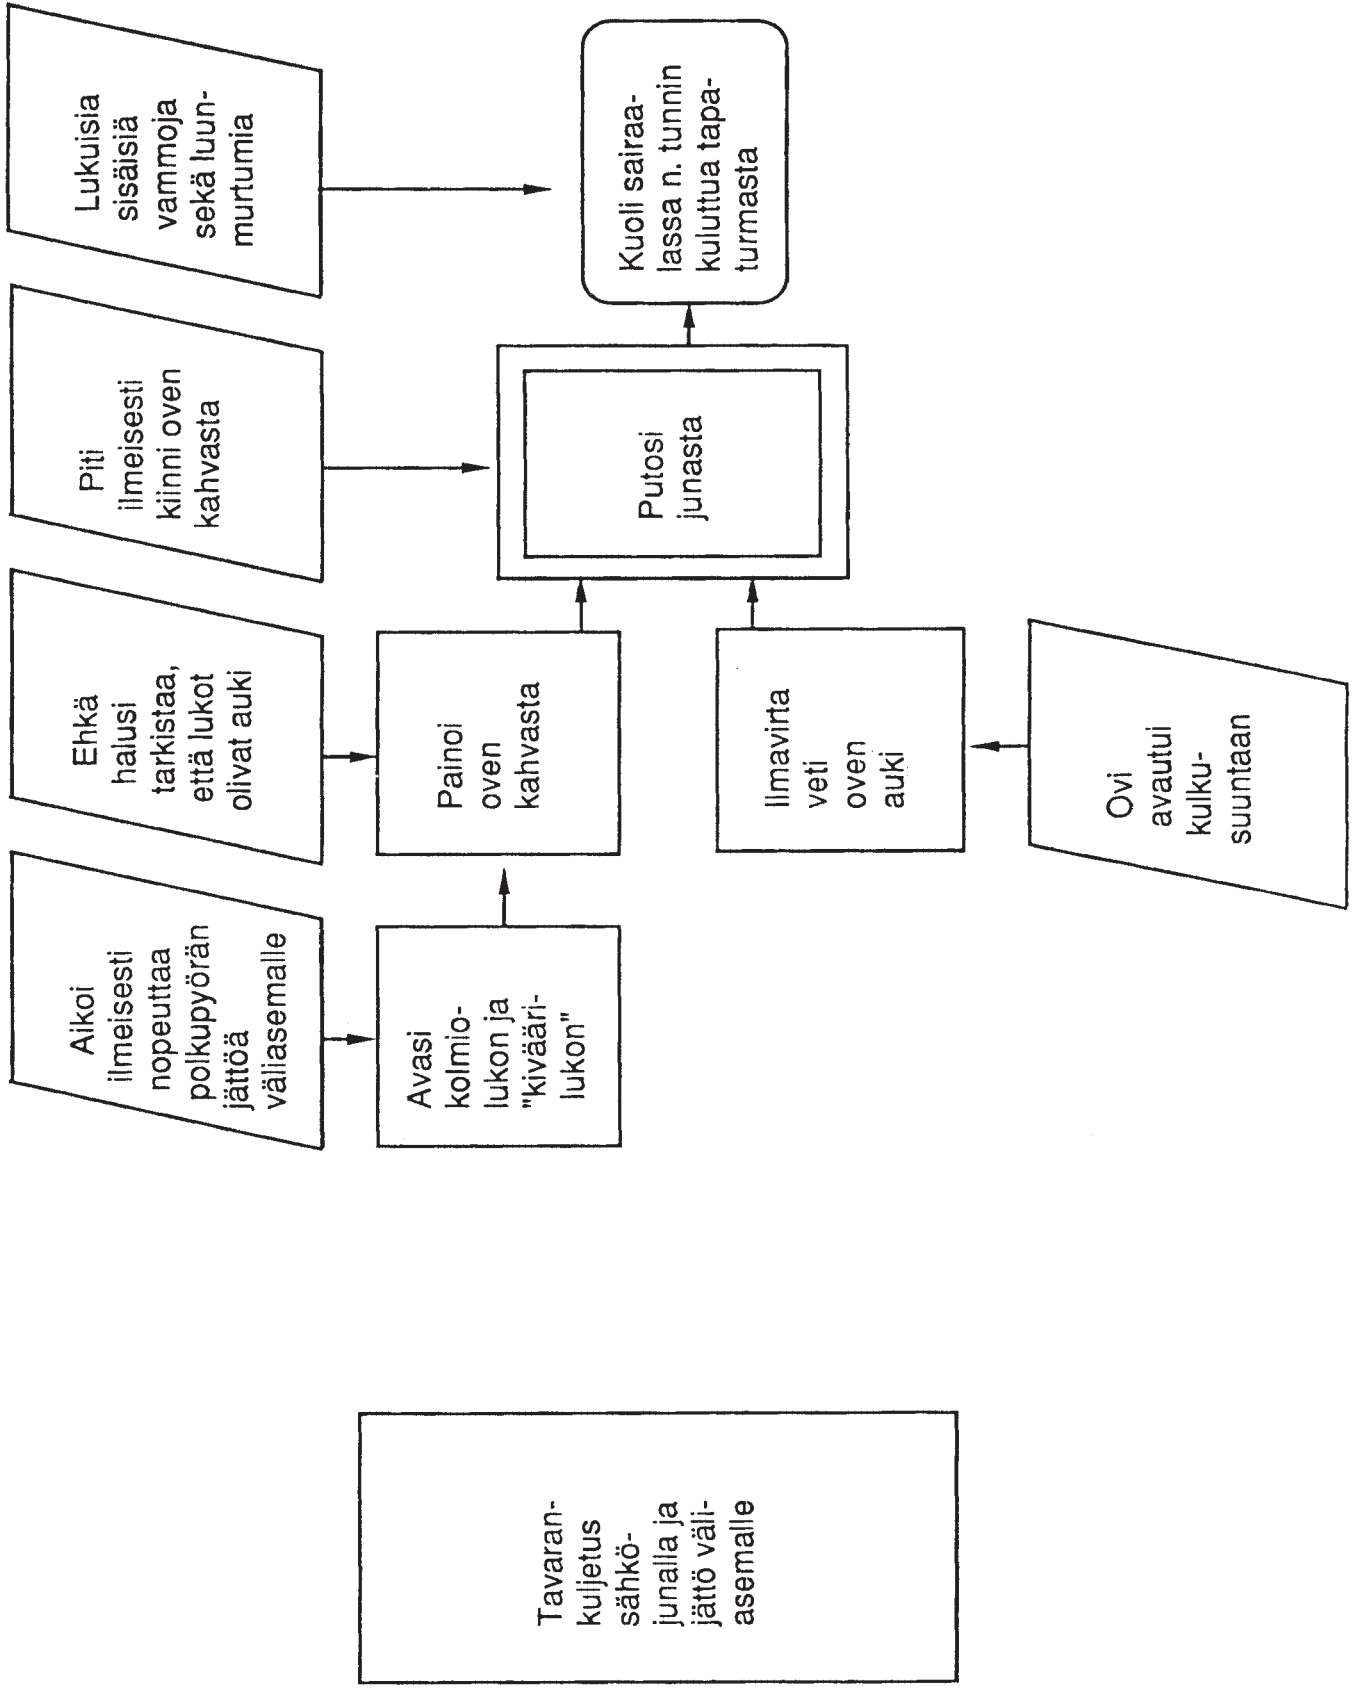 Tavaran-
kuljetus
sähkö-
junalla ja
jättö väli-
asemalle
Aikoi
ilmeisesti
nopeuttaa
polkupyörän
jättöä
väliasemalle
Ehkä
halusi
tarkistaa,
että lukot
olivat auki
Piti
ilmeisesti
kiinni oven
kahvasta
Lukuisia
sisäisiä
vammoja
sekä luun-
murtumia
Avasi
kolmio-
lukon ja
"kivääri-
lukon"
Painoi
oven
kahvasta
Putosi
junasta
Kuoli sairaa-
lassa n. tunnin
kuluttua tapa-
turmasta
Ilmavirta
veti
oven
auki
Ovi
avautui
kulku-
suuntaan